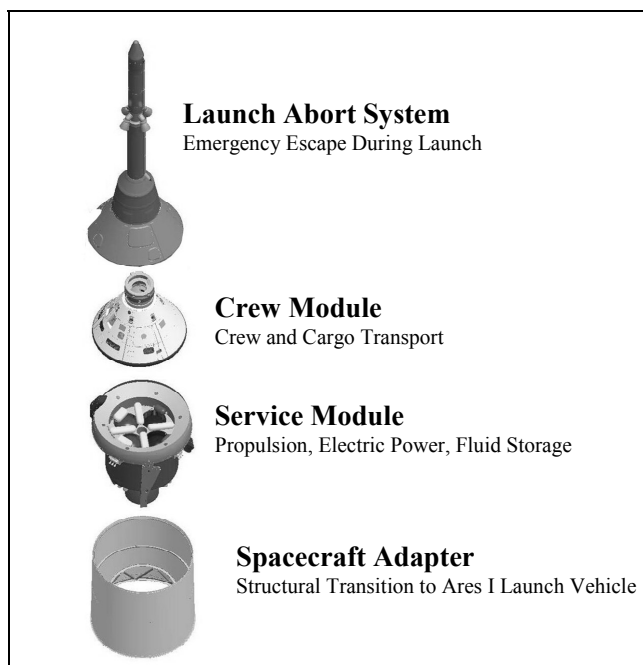 Launch Abort System
Emergency Escape During Launch
Crew Module
Crew and Cargo Transport
Service Module
Propulsion, Electric Power, Fluid Storage
Spacecraft Adapter
Structural Transition to Ares I Launch Vehicle